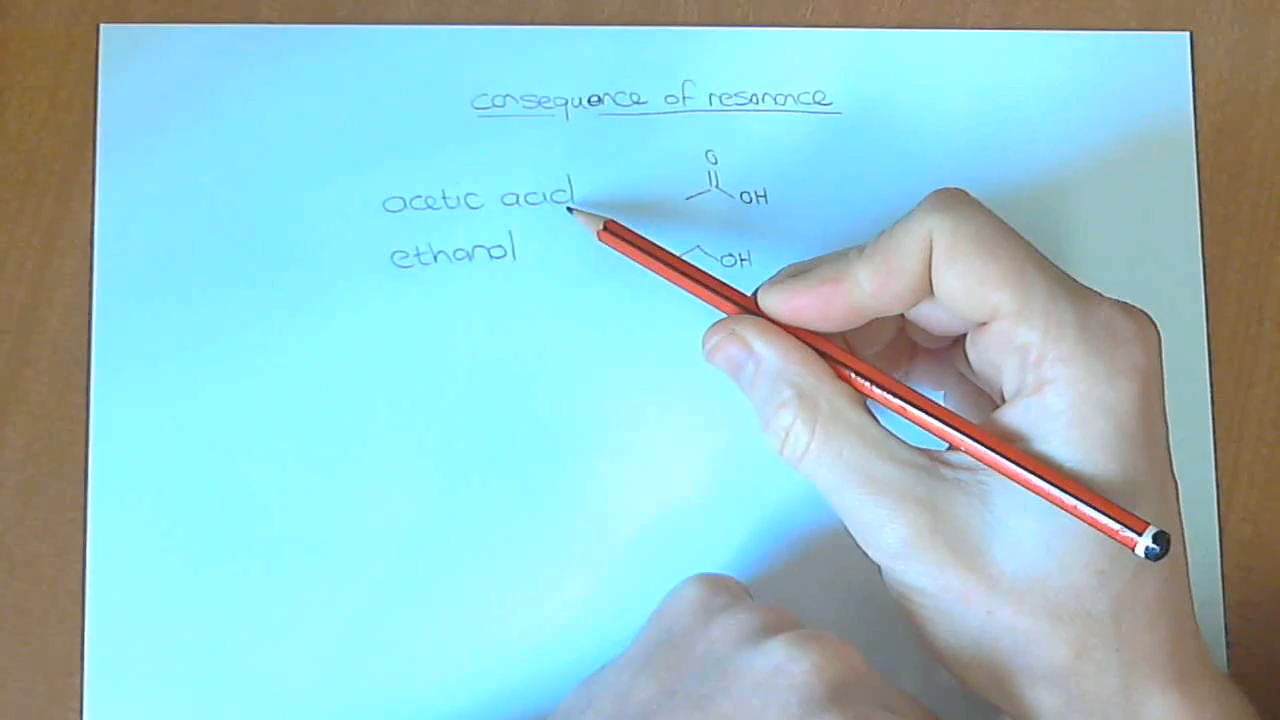 consequence of resonance
acetic acid
O
OH
ethanol
OH